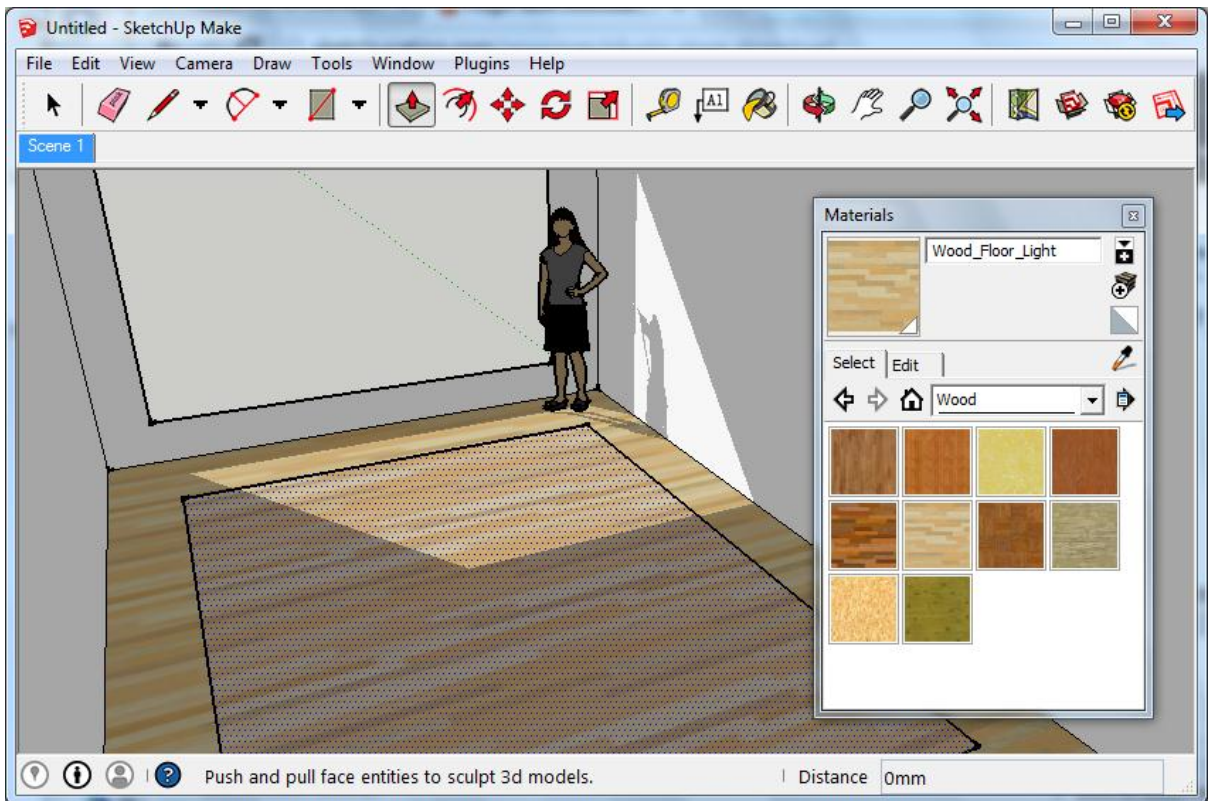 Untitled - SketchUp Make
File Edit View Camera Draw Tools Window Plugins Help
A1
Scene 1
Materials
Wood_Floor_Light
Select Edit
Wood
Push and pull face entities to sculpt 3d models.
Distance 0mm